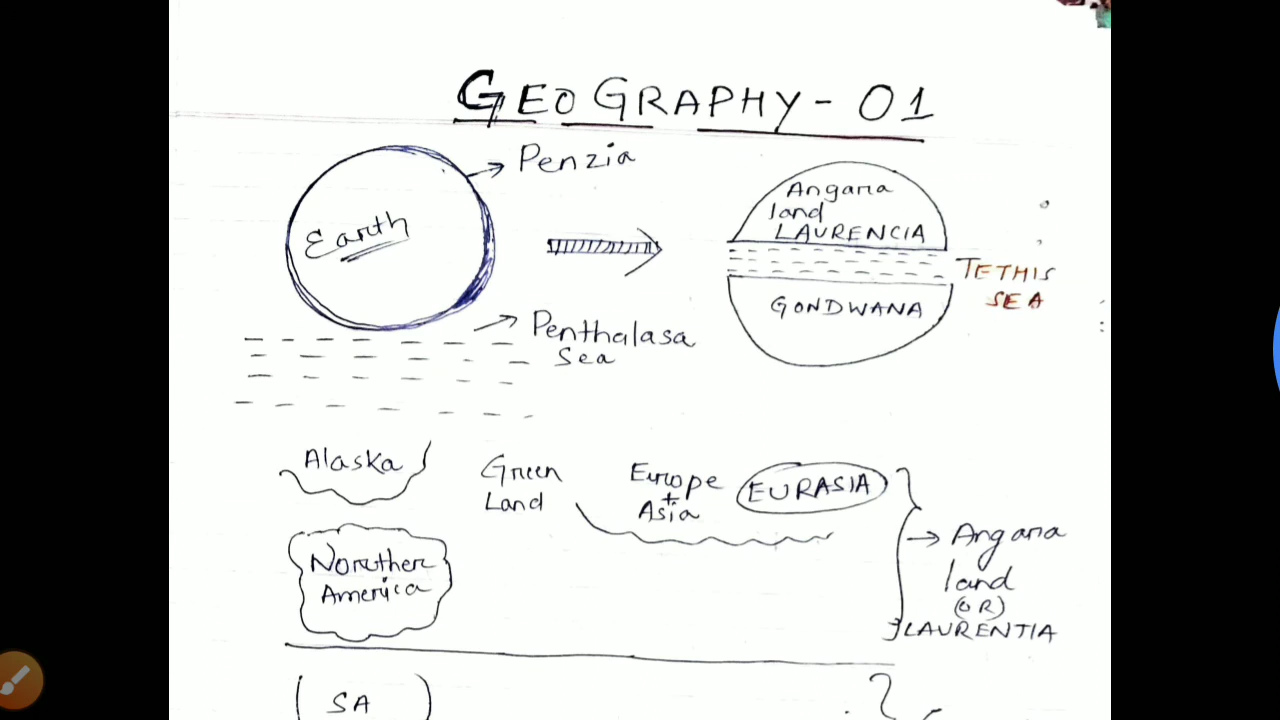 GEOGRAPHY - 01
Penzia
Earth
Angara
land
LAURENCIA
TETHIS
SEA
GONDWANA
Penthalasa
Sea
Alaska
Green
Land
Europe
+
Asia
EURASIA
Noruther
America
Angara
land
(OR)
LAURENTIA
SA